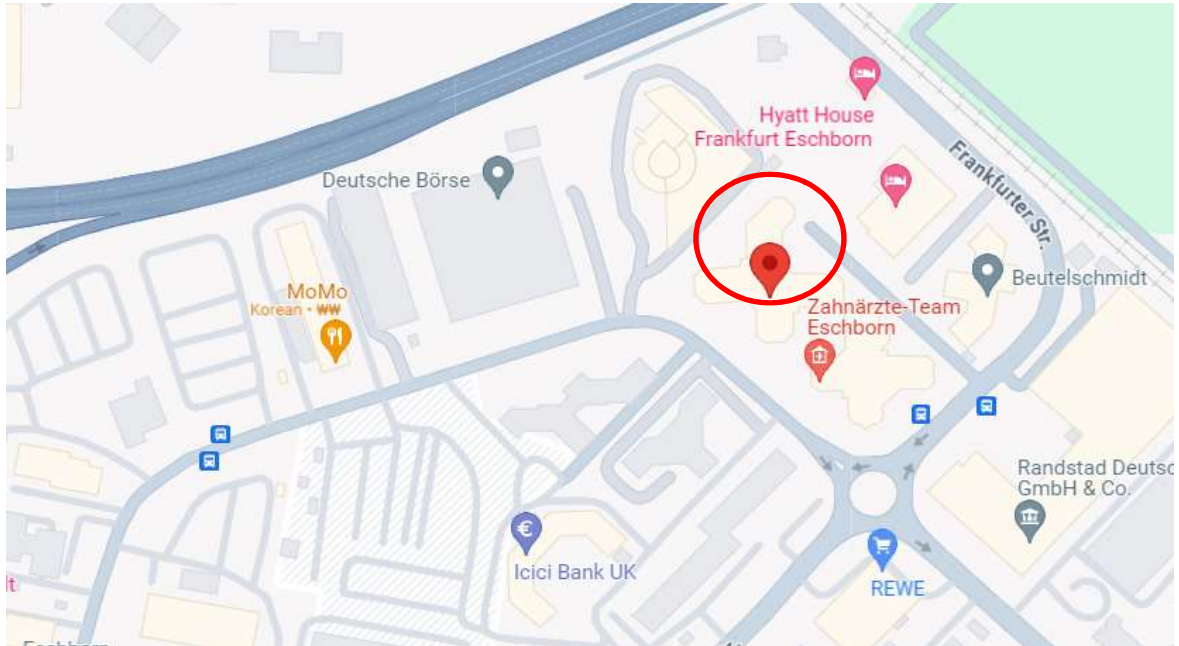 Hyatt House
Frankfurt Eschborn
Frankfurter Str.
Deutsche Börse
Beutelschmidt
MoMo
Korean · ₩₩
Zahnärzte-Team
Eschborn
Randstad Deutsc
GmbH & Co.
Icici Bank UK
REWE
lt